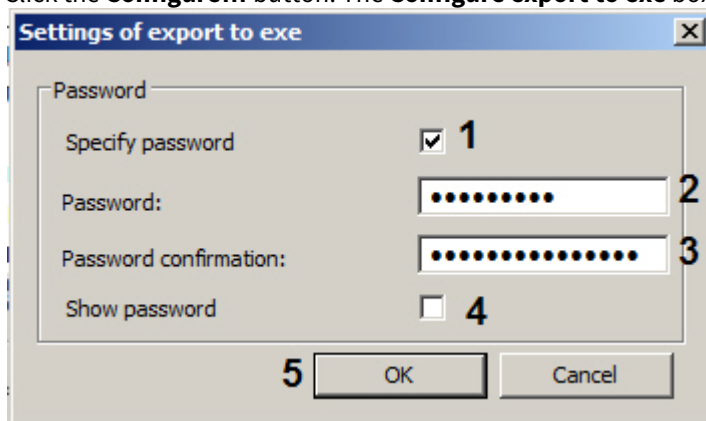 Click the Configure... button. The Configure export to exe box
Settings of export to exe
Password
Specify password 1
Password: ●●●●●●●●● 2
Password confirmation: ●●●●●●●●●●●●●●● 3
Show password 4
5 OK Cancel